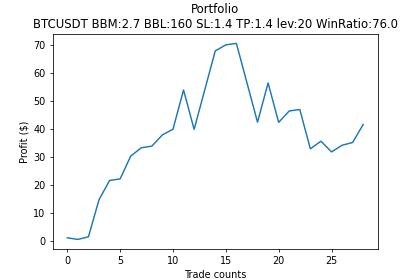 Portfolio
BTCUSDT BBM:2.7 BBL:160 SL:1.4 TP:1.4 lev:20 WinRatio:76.0
70
60
50
40
30
20
10
0
Profit ($)
0 5 10 15 20 25
Trade counts